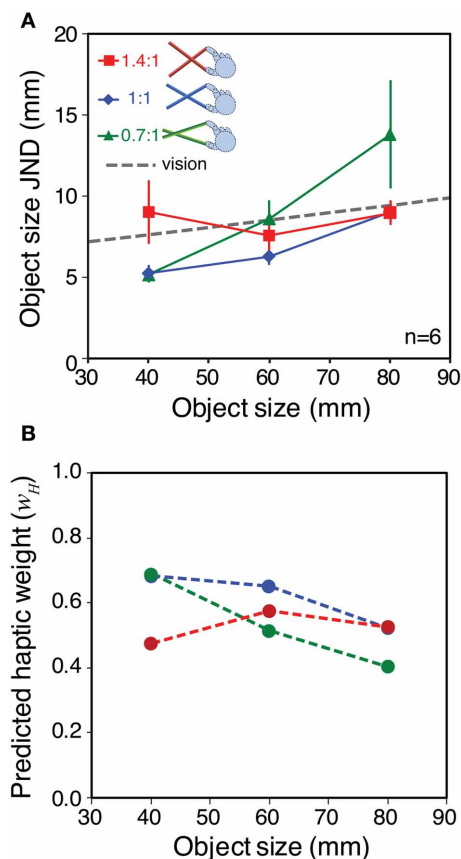 A
20
15
10
5
0
Object size JND (mm)
1.4:1
1:1
0.7:1
vision
n=6
30 40 50 60 70 80 90
Object size (mm)
B
1.0
0.8
0.6
0.4
0.2
0.0
Predicted haptic weight (wH)
30 40 50 60 70 80 90
Object size (mm)